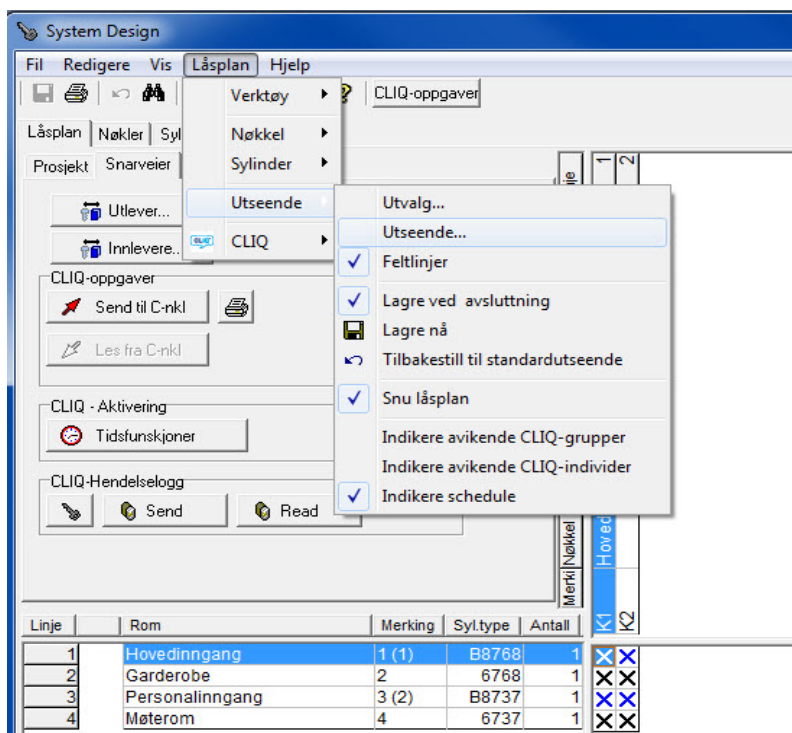 System Design
Fil Redigere Vis Låsplan Hjelp
Verktøy
? CLIQ-oppgaver
Låsplan Nøkler Syl
Nøkkel
Prosjekt Snarveier
Sylinder
1 2
Utlever...
Utseende
Utvalg...
Innlevere..
CLIQ
Utseende...
Feltlinjer
CLIQ-oppgaver
Lagre ved avsluttning
Send til C-nkl
Lagre nå
Les fra C-nkl
Tilbakestill til standardutseende
Snu låsplan
CLIQ - Aktivering
Tidsfunskjoner
Indikere avikende CLIQ-grupper
Indikere avikende CLIQ-individer
CLIQ-Hendelselogg
Indikere schedule
Send Read
Nøkkel
Hoved
Merki
K1 K2
Linje Rom Merking Syl.type Antall
1 Hovedinngang 1 (1) B8768 1 X X
2 Garderobe 2 6768 1 X X
3 Personalinngang 3 (2) B8737 1 X X
4 Møterom 4 6737 1 X X